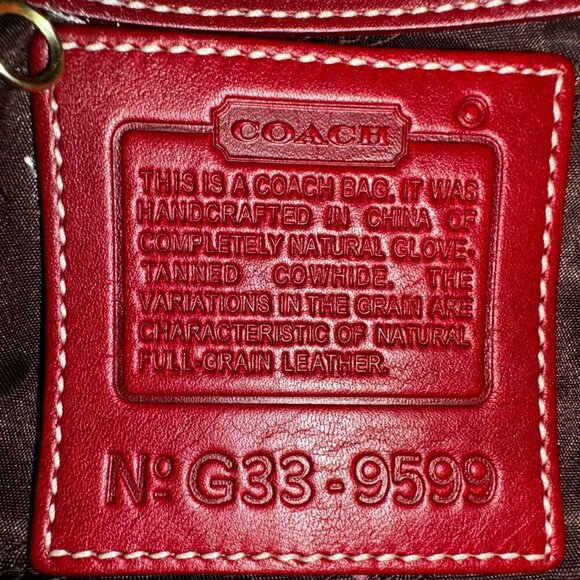 COACH
THIS IS A COACH BAG. IT WAS
HANDCRAFTED IN CHINA OF
COMPLETELY NATURAL GLOVE-
TANNED COWHIDE. THE
VARIATIONS IN THE GRAIN ARE
CHARACTERISTIC OF NATURAL
FULL-GRAIN LEATHER.
Nº G33-9599